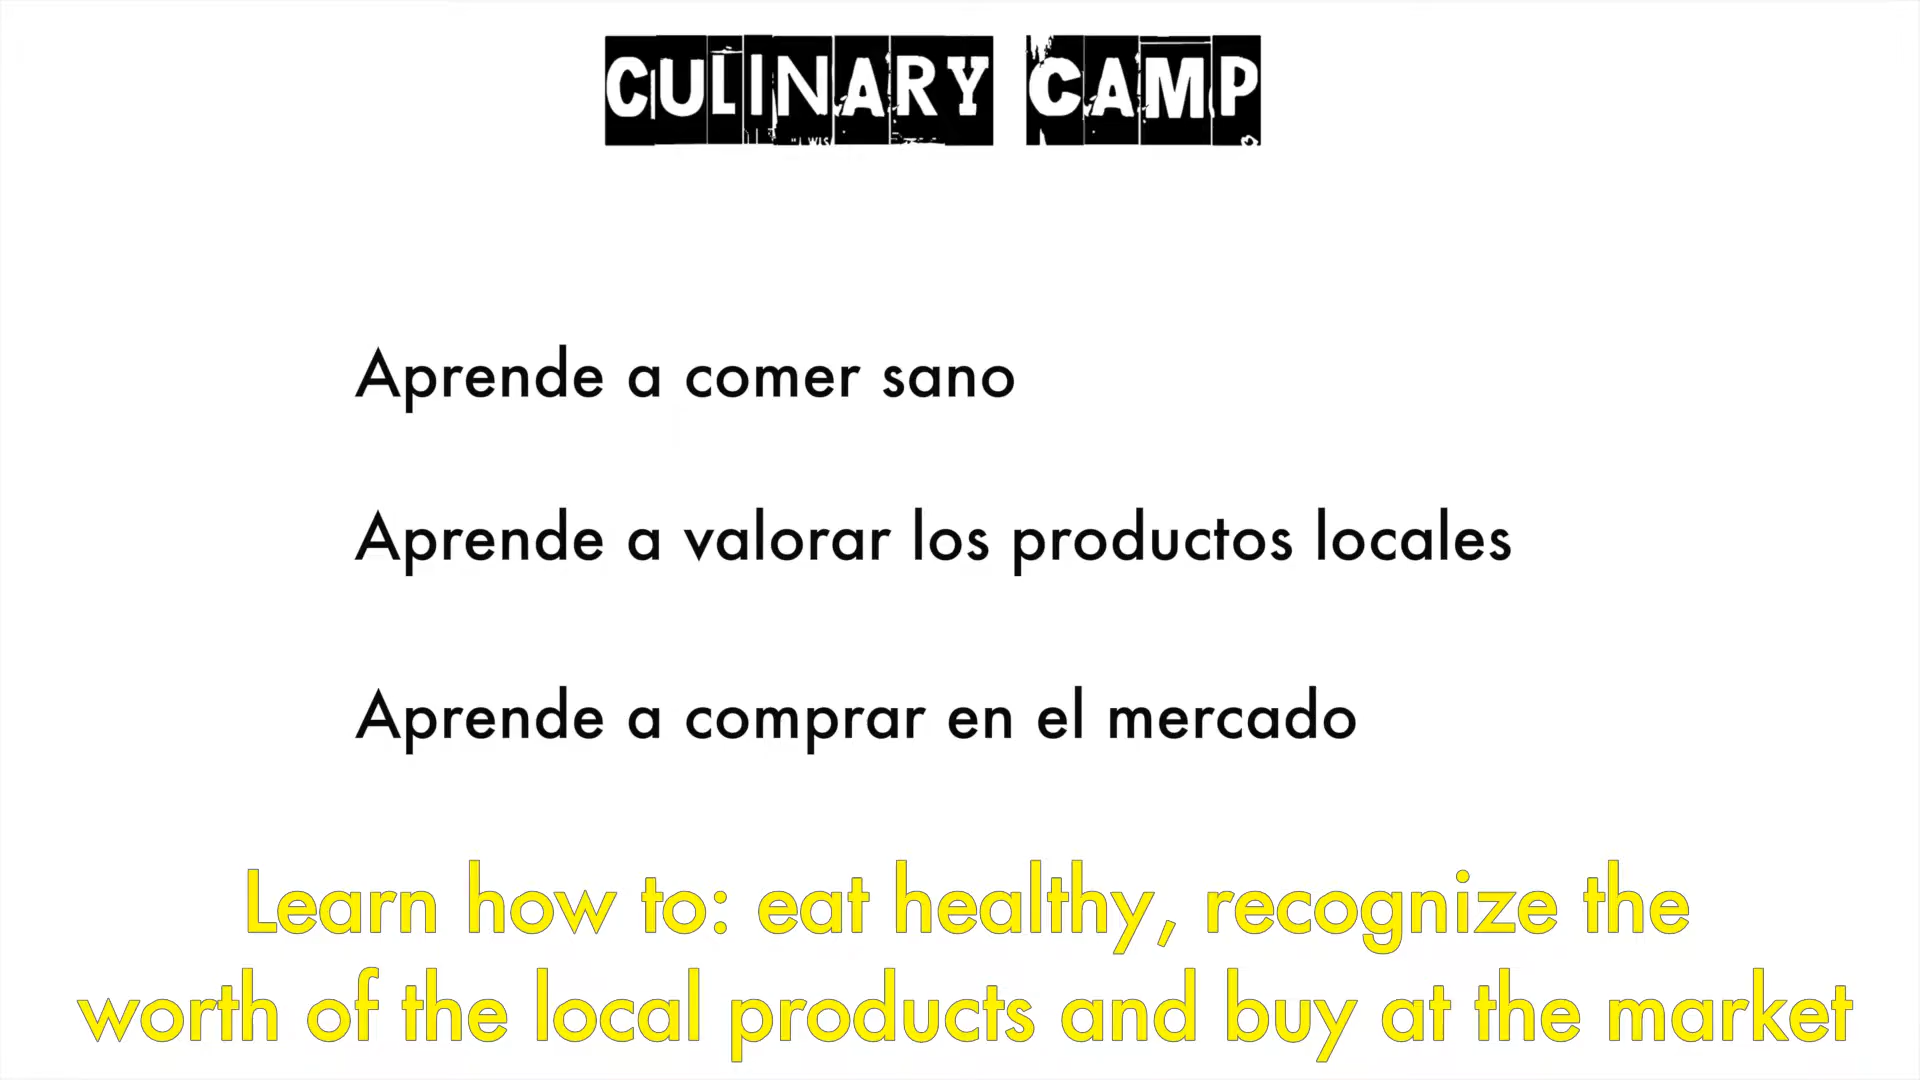 CULINARY CAMP
Aprende a comer sano
Aprende a valorar los productos locales
Aprende a comprar en el mercado
Learn how to: eat healthy, recognize the
worth of the local products and buy at the market